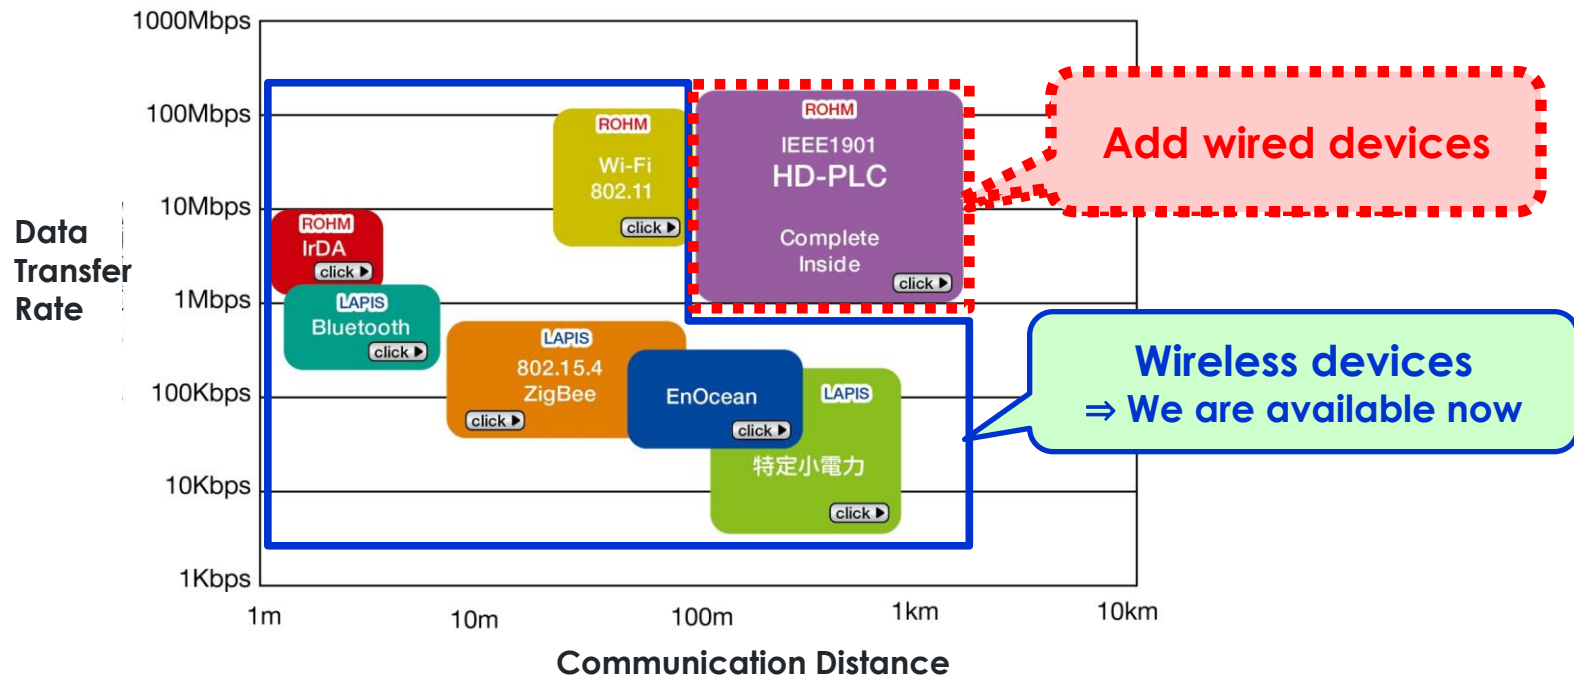 1000Mbps
100Mbps
10Mbps
1Mbps
100Kbps
10Kbps
1Kbps
Data
Transfer
Rate
1m
10m
100m
1km
10km
Communication Distance
ROHM
IrDA
click ▶
LAPIS
Bluetooth
click ▶
ROHM
Wi-Fi
802.11
click ▶
LAPIS
802.15.4
ZigBee
click ▶
EnOcean
click ▶
LAPIS
特定小電力
click ▶
ROHM
IEEE1901
HD-PLC
Complete
Inside
click ▶
Add wired devices
Wireless devices
⇒ We are available now